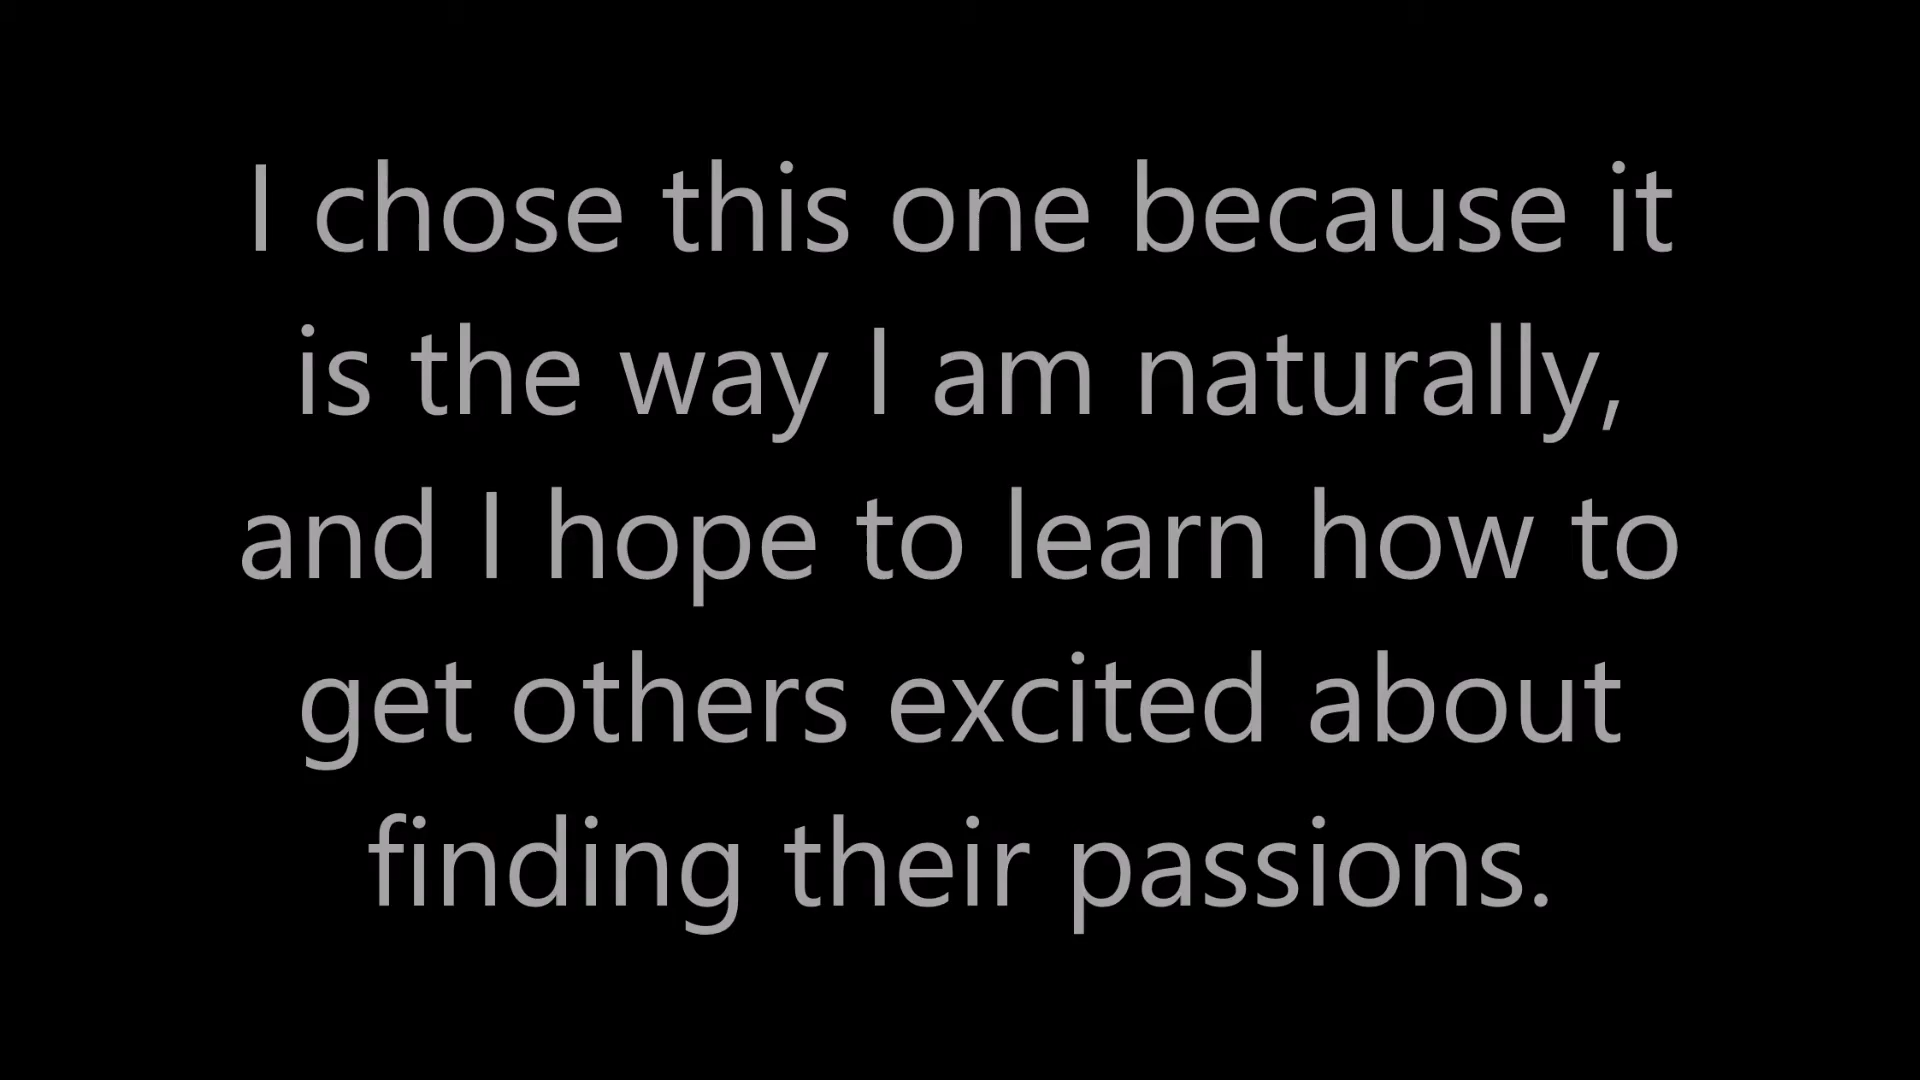 I chose this one because it
is the way I am naturally,
and I hope to learn how to
get others excited about
finding their passions.